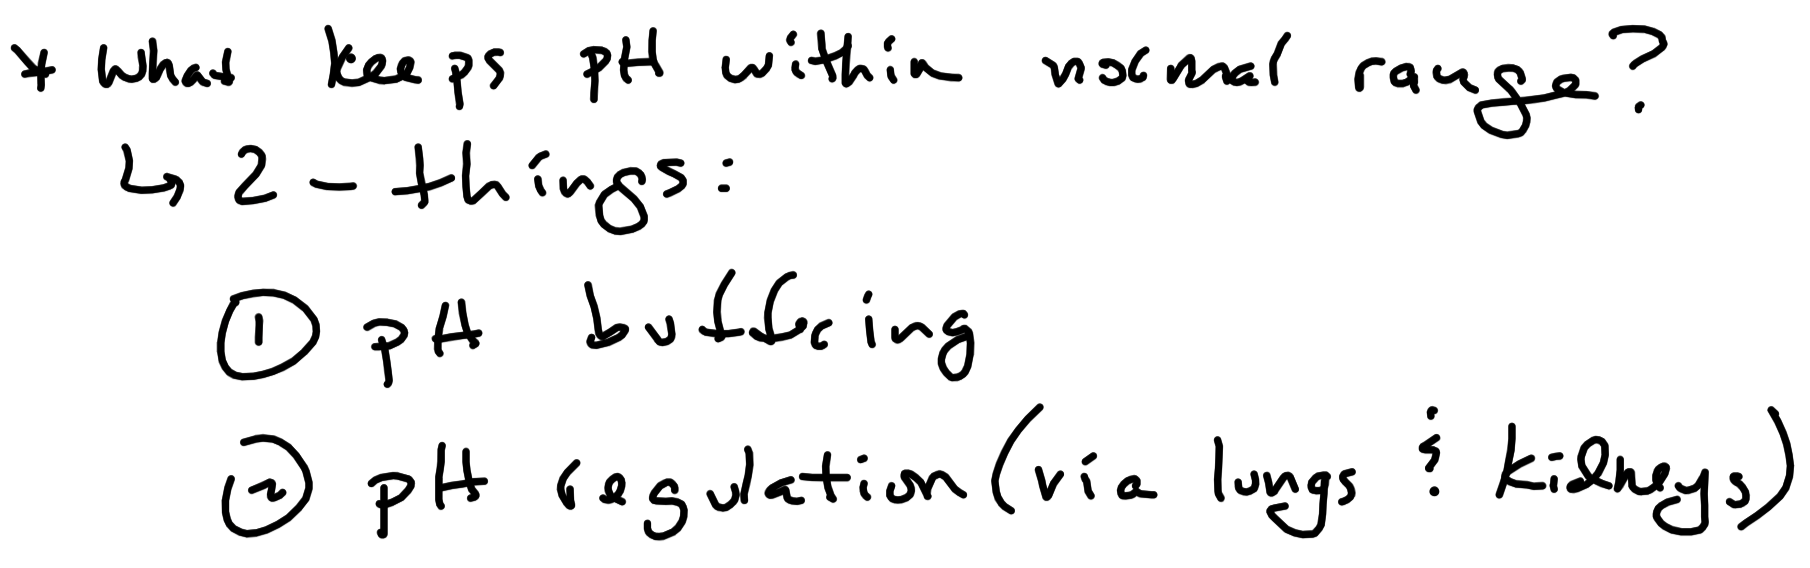 * What keeps pH within normal range?
↳ 2 - things:
① pH buffering
② pH regulation (via lungs & kidneys)